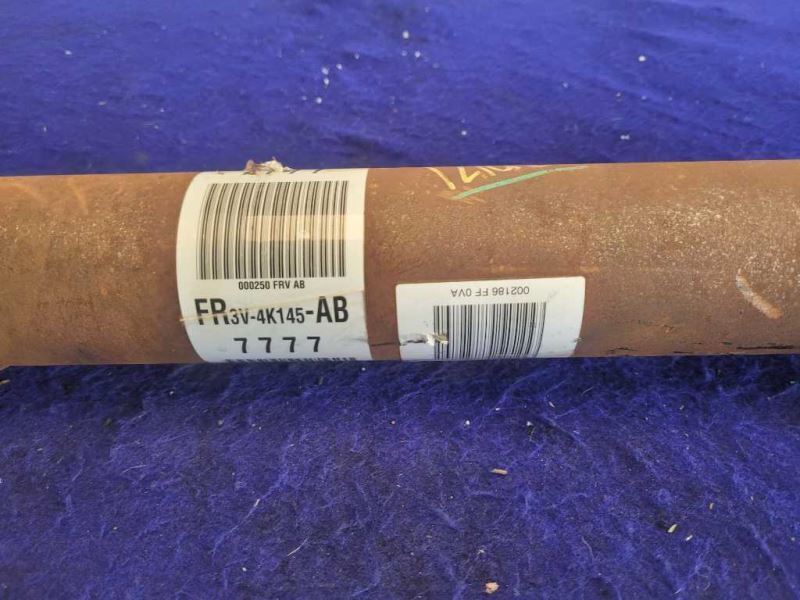 000250 FRV AB
FR3V-4K145-AB
7777
002186 FF 0VA